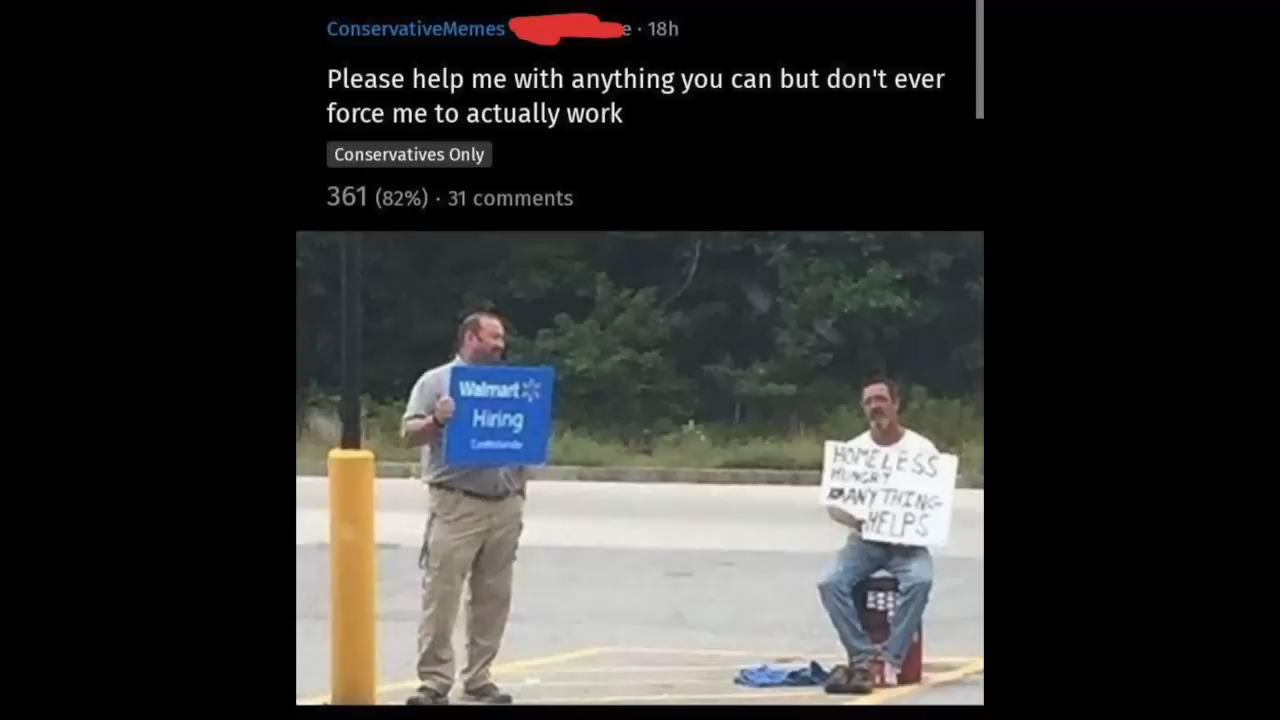 ConservativeMemes e · 18h
Please help me with anything you can but don't ever
force me to actually work
Conservatives Only
361 (82%) · 31 comments
Walmart
Hiring
HOMELESS
HUNGRY
ANYTHING
HELPS